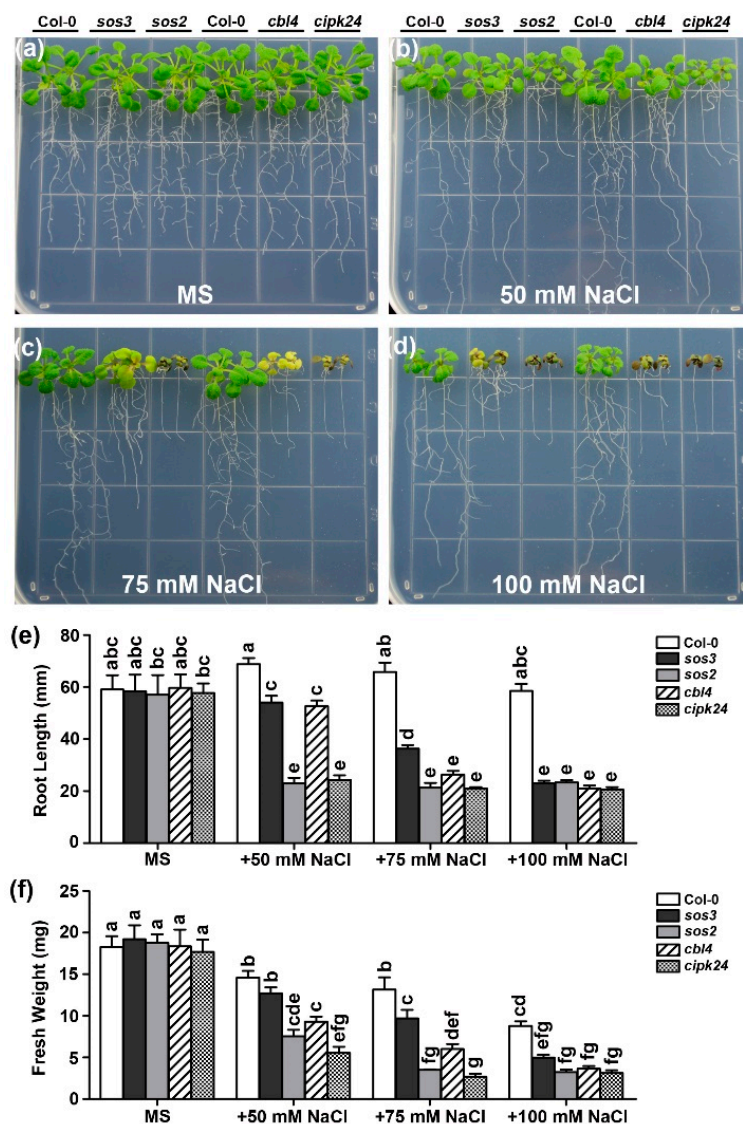 Col-0 sos3 sos2 Col-0 cbl4 cipk24 Col-0 sos3 sos2 Col-0 cbl4 cipk24
(a) (b)
MS 50 mM NaCl
(c) (d)
75 mM NaCl 100 mM NaCl
(e)
80
60
40
20
0
Root Length (mm)
abc abc bc abc bc a c e c e ab d e e e abc e e e e
Col-0
sos3
sos2
cbl4
cipk24
MS +50 mM NaCl +75 mM NaCl +100 mM NaCl
(f)
25
20
15
10
5
0
Fresh Weight (mg)
a a a a a b b cde c efg b c fg def g cd efg fg fg fg
Col-0
sos3
sos2
cbl4
cipk24
MS +50 mM NaCl +75 mM NaCl +100 mM NaCl